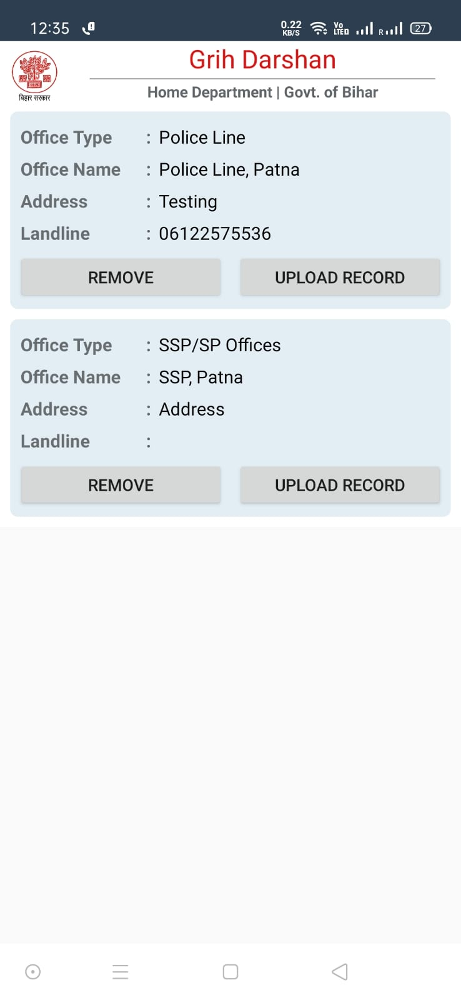 12:35
0.22 KB/S
Vo LTE
R
27
Grih Darshan
बिहार सरकार
Home Department | Govt. of Bihar
Office Type : Police Line
Office Name : Police Line, Patna
Address : Testing
Landline : 06122575536
REMOVE UPLOAD RECORD
Office Type : SSP/SP Offices
Office Name : SSP, Patna
Address : Address
Landline :
REMOVE UPLOAD RECORD